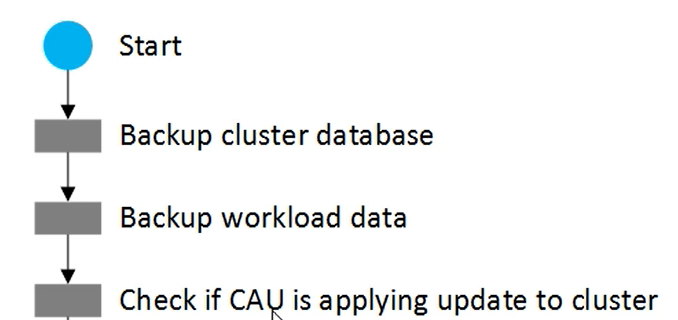 Start
Backup cluster database
Backup workload data
Check if CAU is applying update to cluster